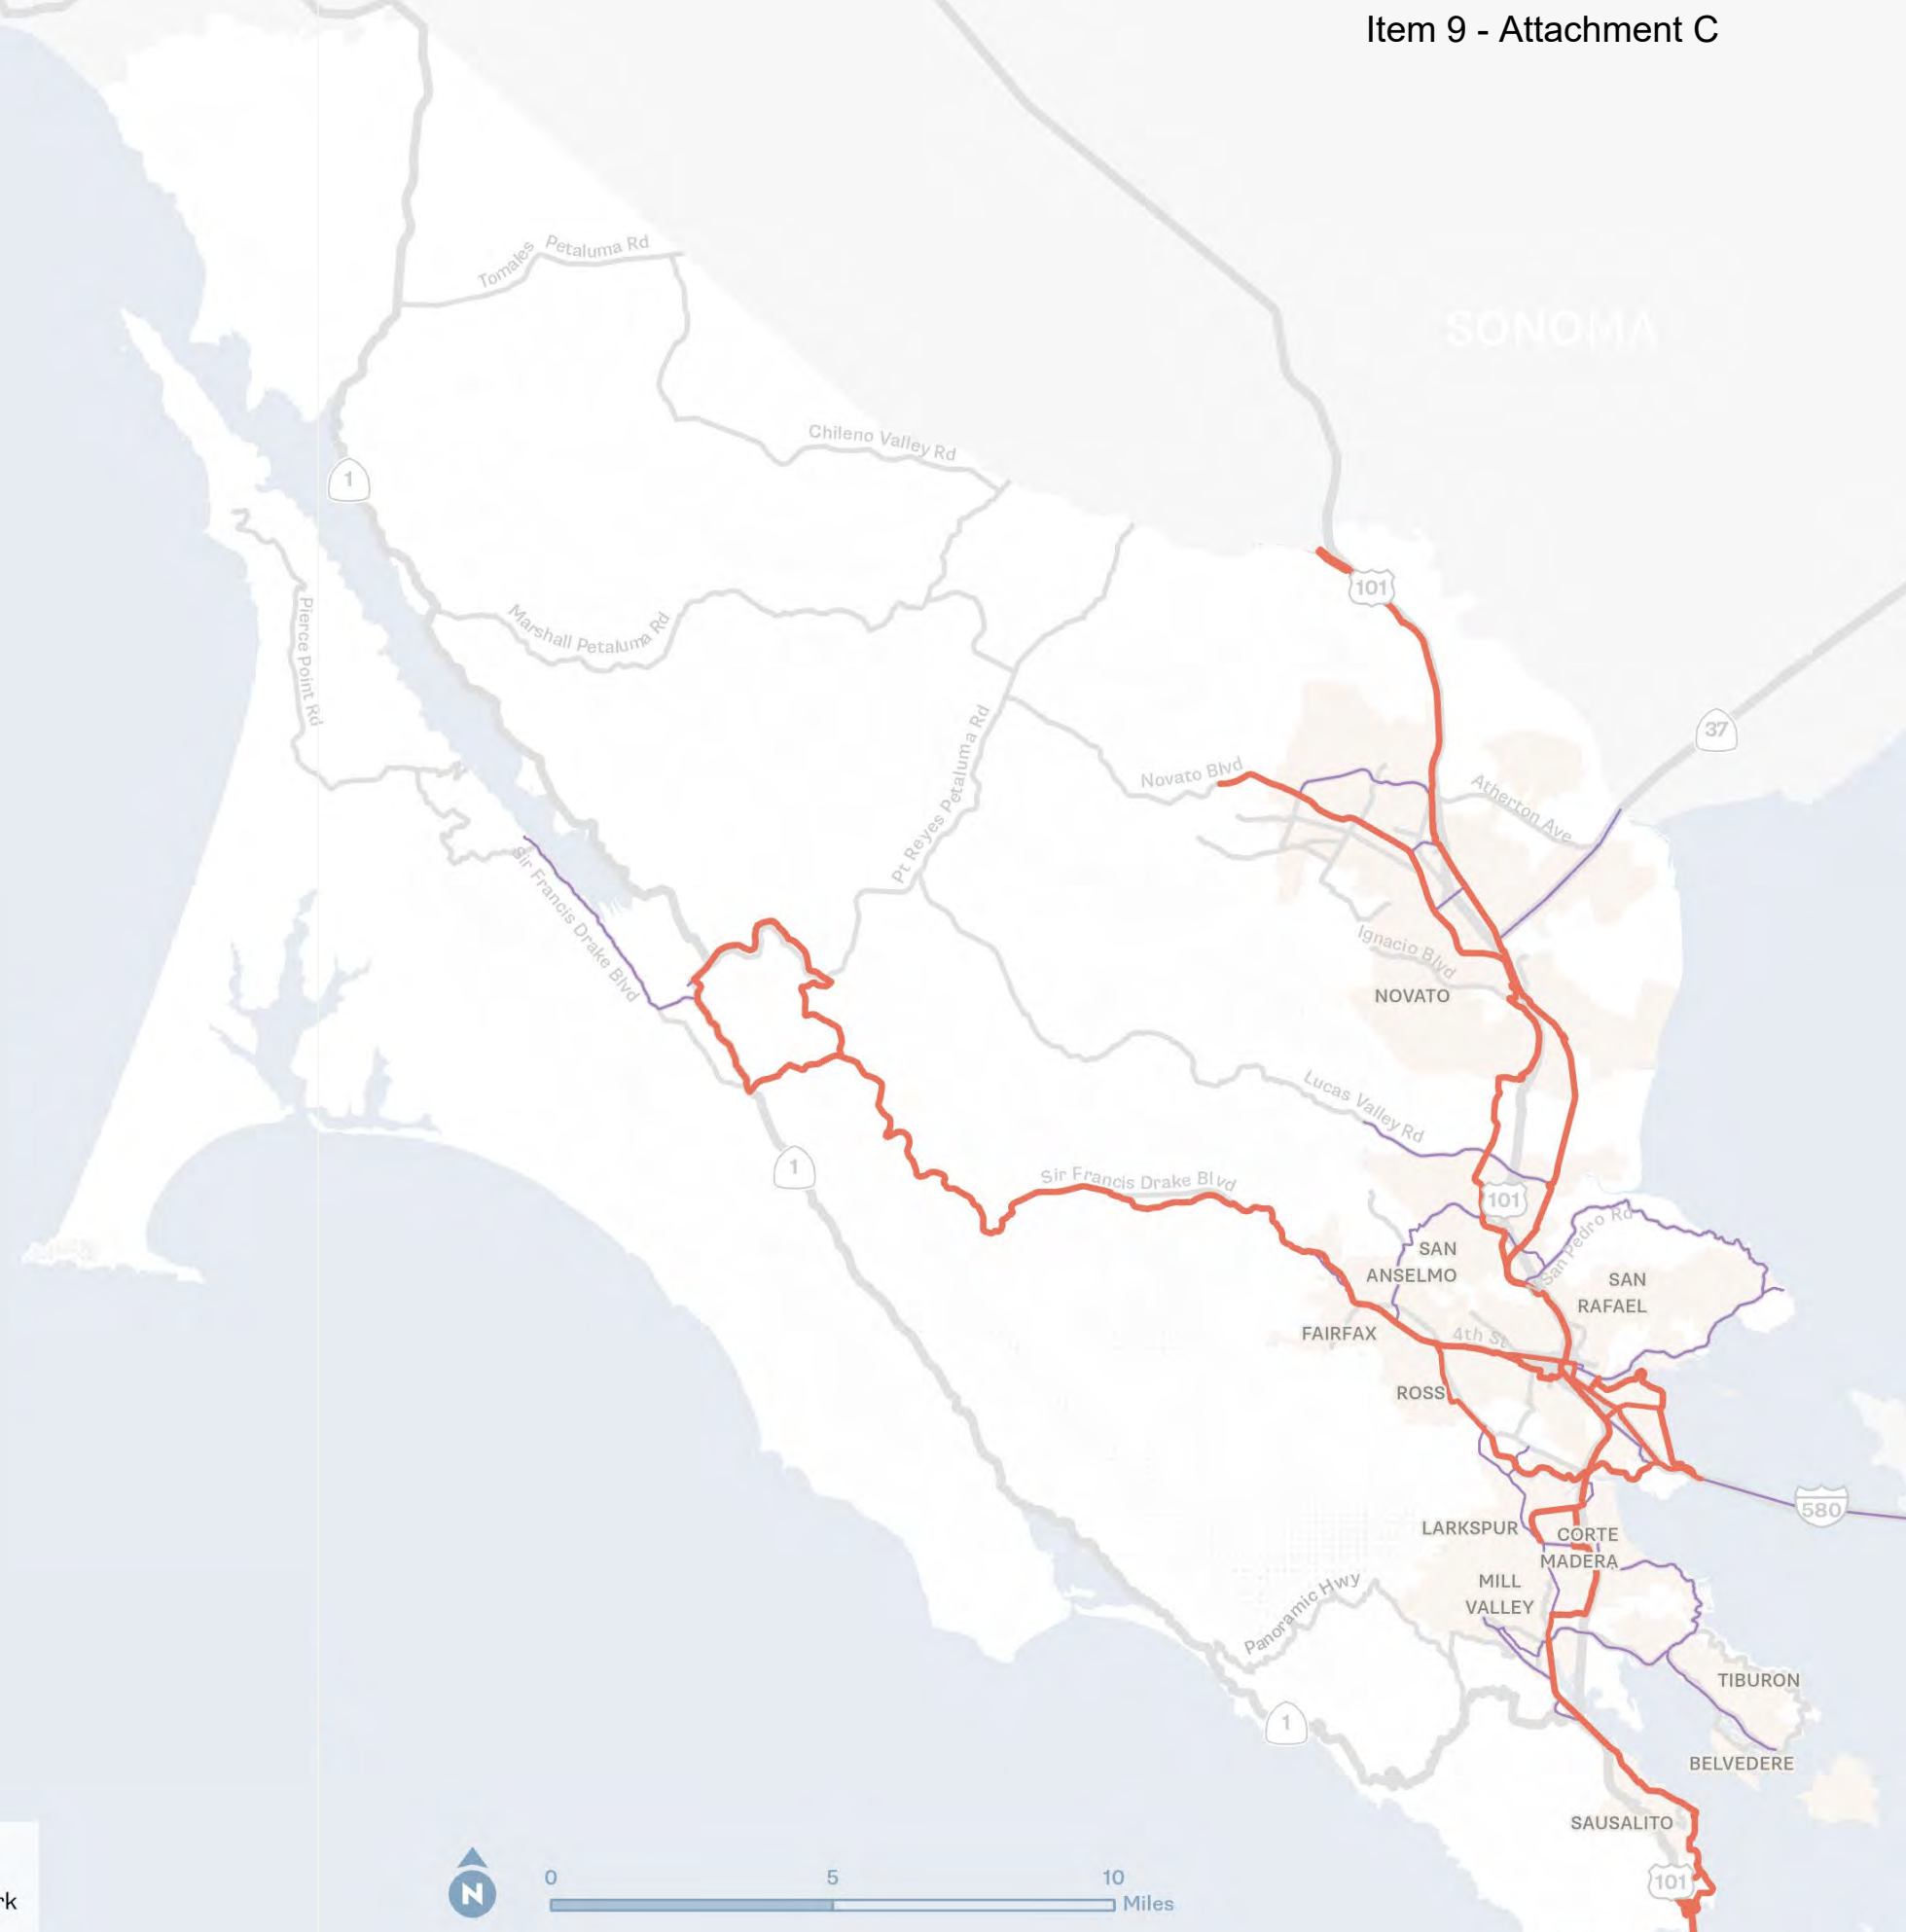 Item 9 - Attachment C
SONOMA
Tomales Petaluma Rd
Chileno Valley Rd
1
101
Marshall Petaluma Rd
Pierce Point Rd
37
Pt Reyes Petaluma Rd
Novato Blvd
Atherton Ave
Sir Francis Drake Blvd
Ignacio Blvd
NOVATO
Lucas Valley Rd
1
Sir Francis Drake Blvd
101
San Pedro Rd
SAN
ANSELMO
SAN
RAFAEL
FAIRFAX
4th St
ROSS
580
LARKSPUR
CORTE
MADERA
MILL
VALLEY
Panoramic Hwy
TIBURON
1
BELVEDERE
SAUSALITO
101
0 5 10
Miles
N
rk